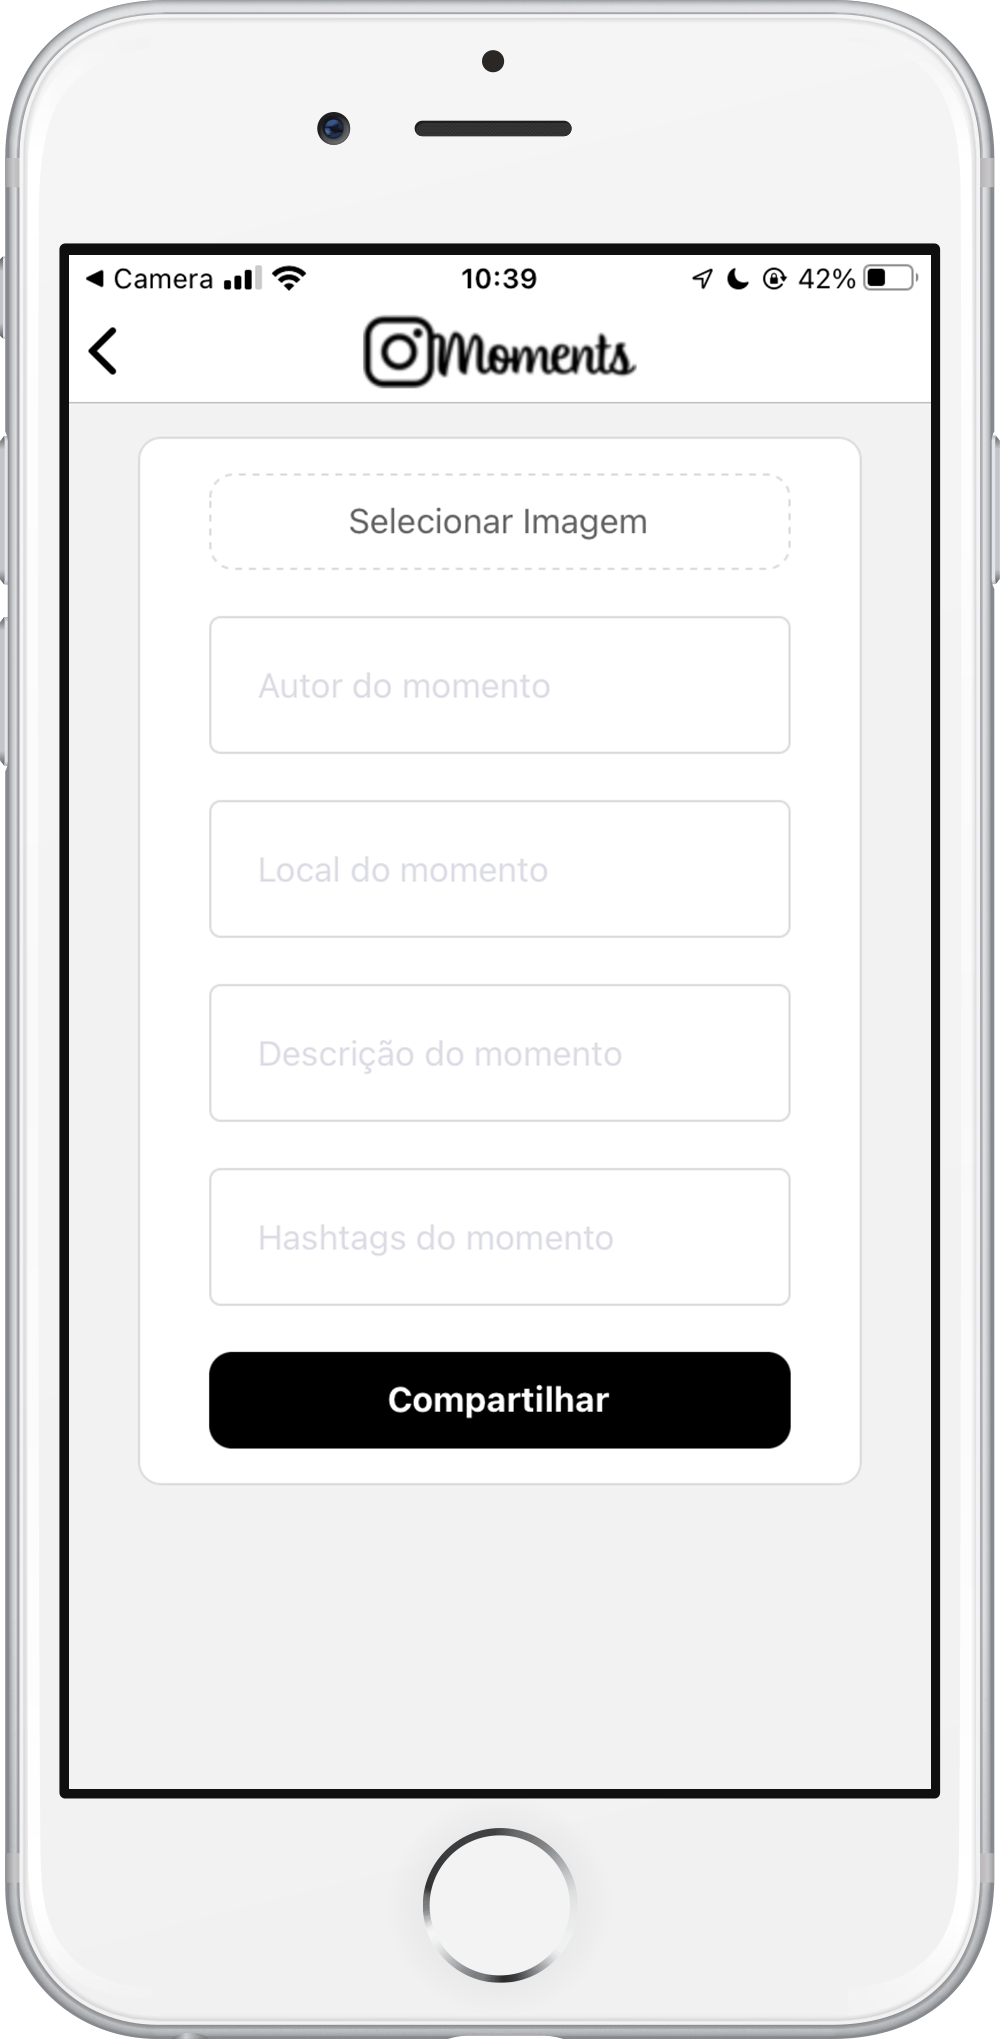 Camera 10:39 42%
Moments
Selecionar Imagem
Autor do momento
Local do momento
Descrição do momento
Hashtags do momento
Compartilhar